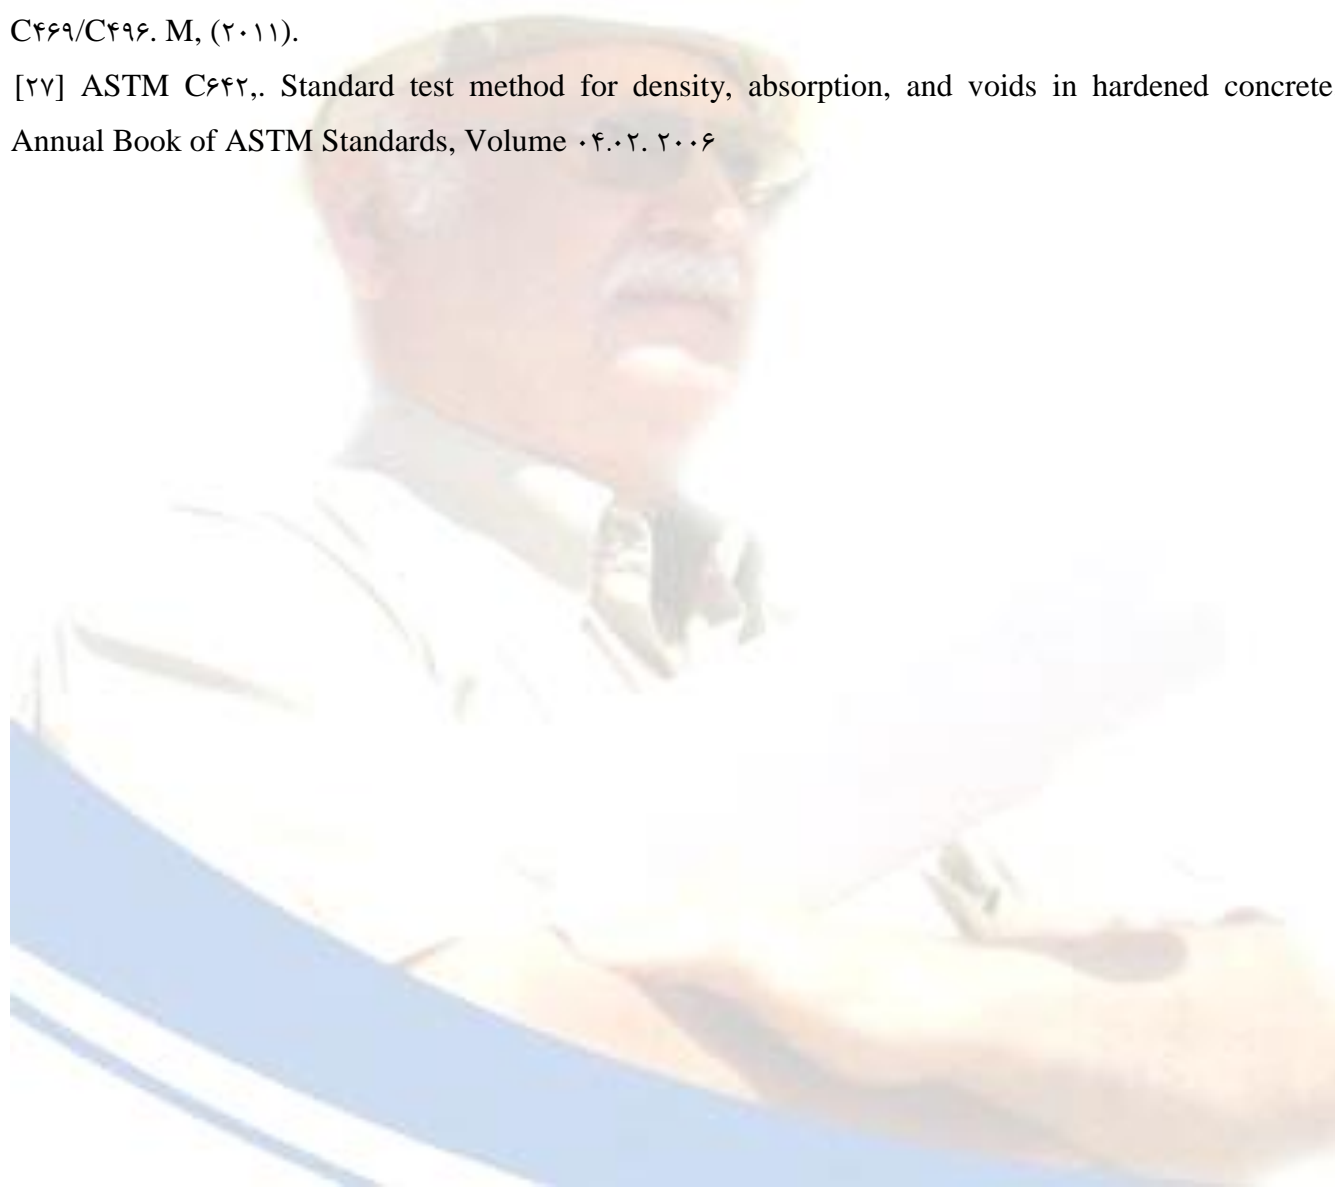 C۴۶۹/C۴۹۶. M, (۲۰۱۱).
[۲۷] ASTM C۶۴۲,. Standard test method for density, absorption, and voids in hardened concrete
Annual Book of ASTM Standards, Volume ۰۴.۰۲. ۲۰۰۶